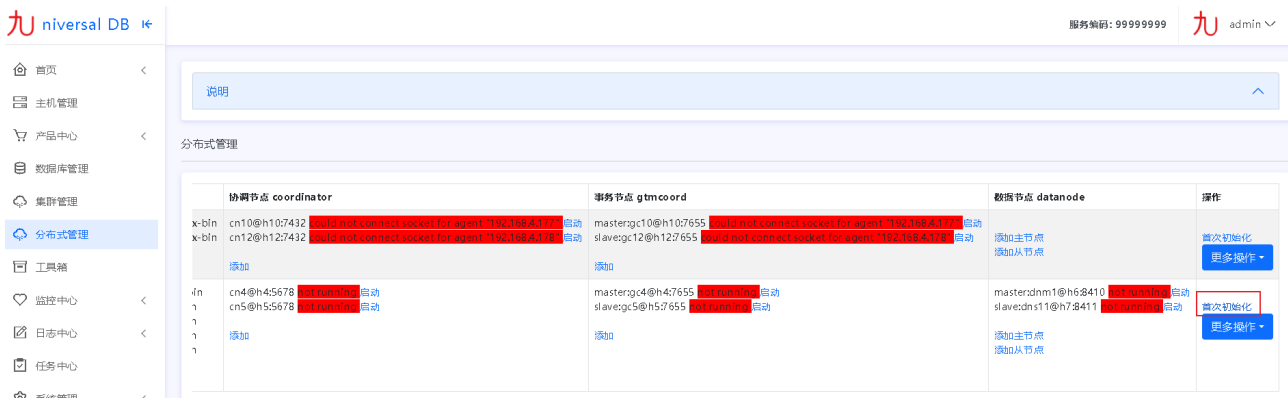 九U niversal DB
服务编码: 99999999
九U admin
首页
主机管理
产品中心
数据库管理
集群管理
分布式管理
工具箱
监控中心
日志中心
任务中心
系统管理
说明
分布式管理
协调节点 coordinator
事务节点 gtmcoord
数据节点 datanode
操作
x-bin
cn10@h10:7432 could not connect socket for agent "192.168.4.177" 启动
master:gc10@h10:7655 could not connect socket for agent "192.168.4.177" 启动
x-bin
cn12@h12:7432 could not connect socket for agent "192.168.4.178" 启动
slave:gc12@h12:7655 could not connect socket for agent "192.168.4.178" 启动
添加主节点
首次初始化
添加从节点
更多操作
添加
添加
cn4@h4:5678 not running 启动
master:gc4@h4:7655 not running 启动
master:dnm1@h6:8410 not running 启动
cn5@h5:5678 not running 启动
slave:gc5@h5:7655 not running 启动
slave:dns11@h7:8411 not running 启动
首次初始化
更多操作
添加
添加
添加主节点
添加从节点